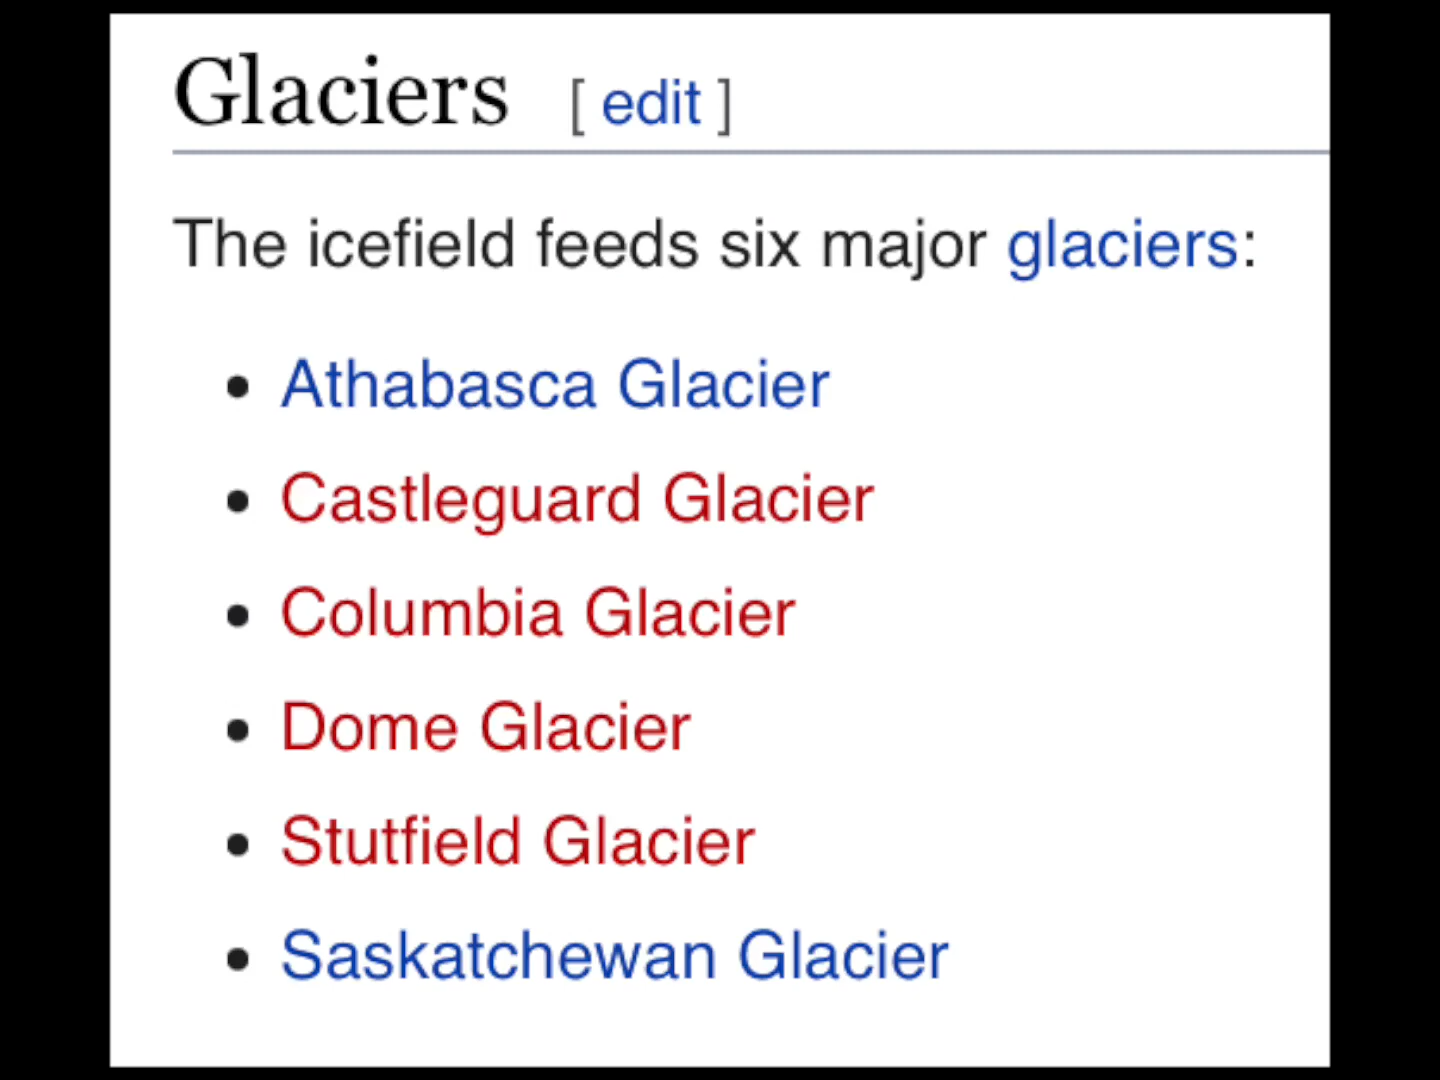 Glaciers [ edit ]
The icefield feeds six major glaciers:
• Athabasca Glacier
• Castleguard Glacier
• Columbia Glacier
• Dome Glacier
• Stutfield Glacier
• Saskatchewan Glacier